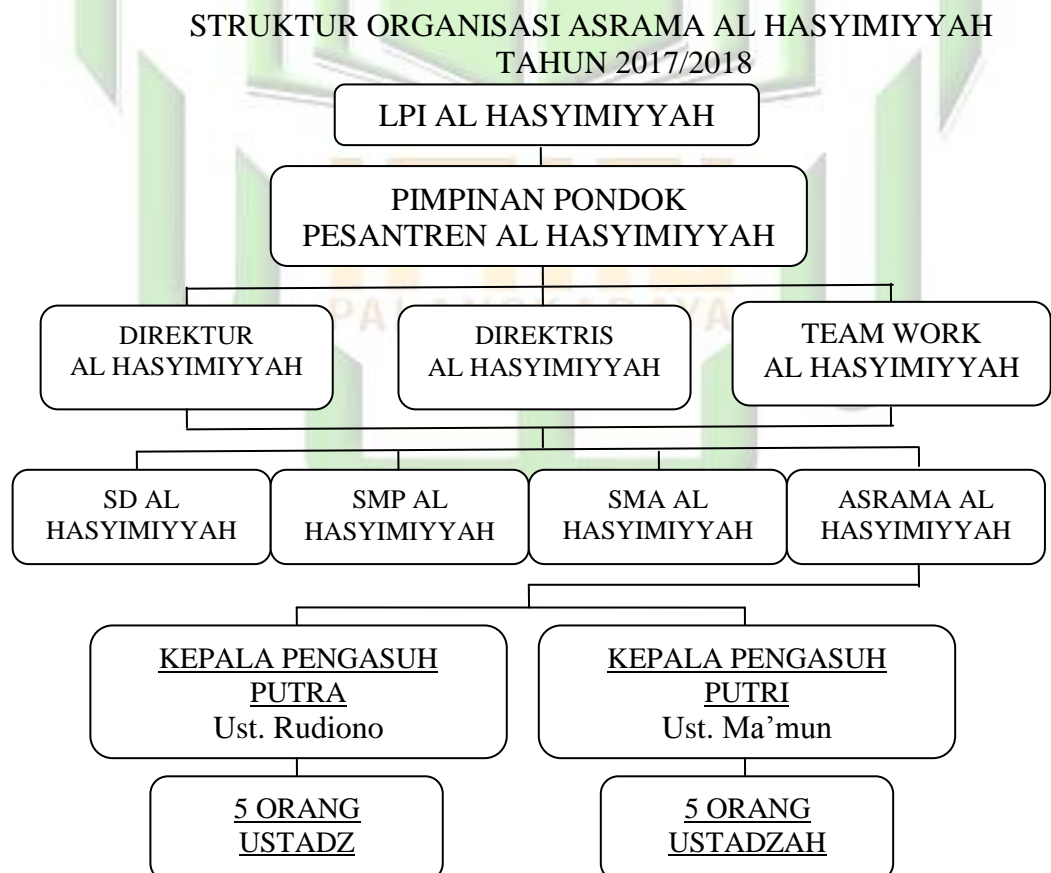 STRUKTUR ORGANISASI ASRAMA AL HASYIMIYYAH
TAHUN 2017/2018
LPI AL HASYIMIYYAH
PIMPINAN PONDOK
PESANTREN AL HASYIMIYYAH
DIREKTUR
AL HASYIMIYYAH
DIREKTRIS
AL HASYIMIYYAH
TEAM WORK
AL HASYIMIYYAH
SD AL
HASYIMIYYAH
SMP AL
HASYIMIYYAH
SMA AL
HASYIMIYYAH
ASRAMA AL
HASYIMIYYAH
KEPALA PENGASUH
PUTRA
Ust. Rudiono
KEPALA PENGASUH
PUTRI
Ust. Ma’mun
5 ORANG
USTADZ
5 ORANG
USTADZAH